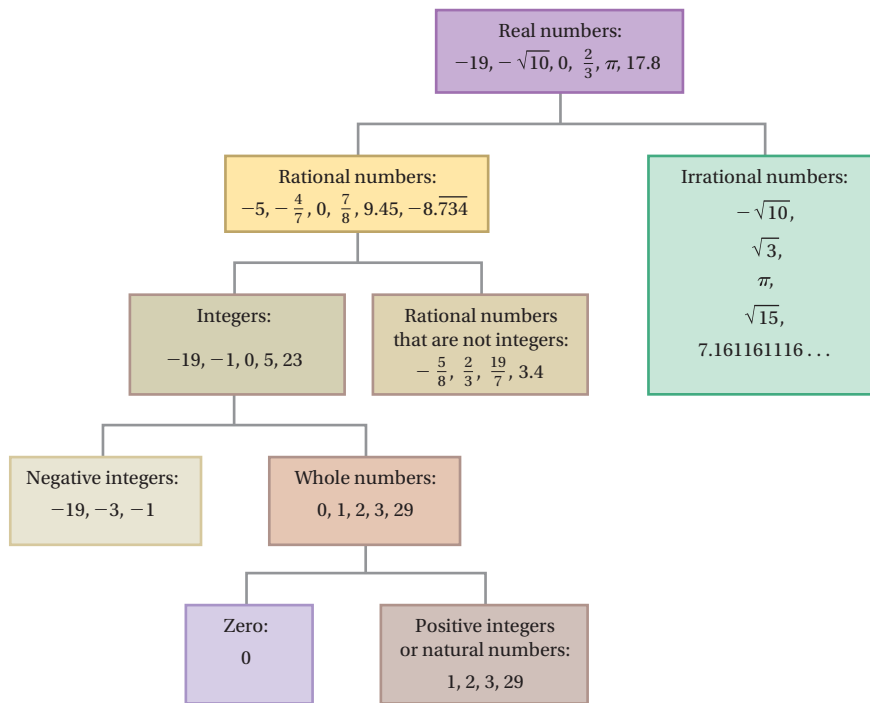 Real numbers:
−19, −√10, 0, 2/3, π, 17.8
Rational numbers:
−5, −4/7, 0, 7/8, 9.45, −8.7̅3̅4̅
Irrational numbers:
−√10,
√3,
π,
√15,
7.161161116 . . .
Integers:
−19, −1, 0, 5, 23
Rational numbers
that are not integers:
−5/8, 2/3, 19/7, 3.4
Negative integers:
−19, −3, −1
Whole numbers:
0, 1, 2, 3, 29
Zero:
0
Positive integers
or natural numbers:
1, 2, 3, 29